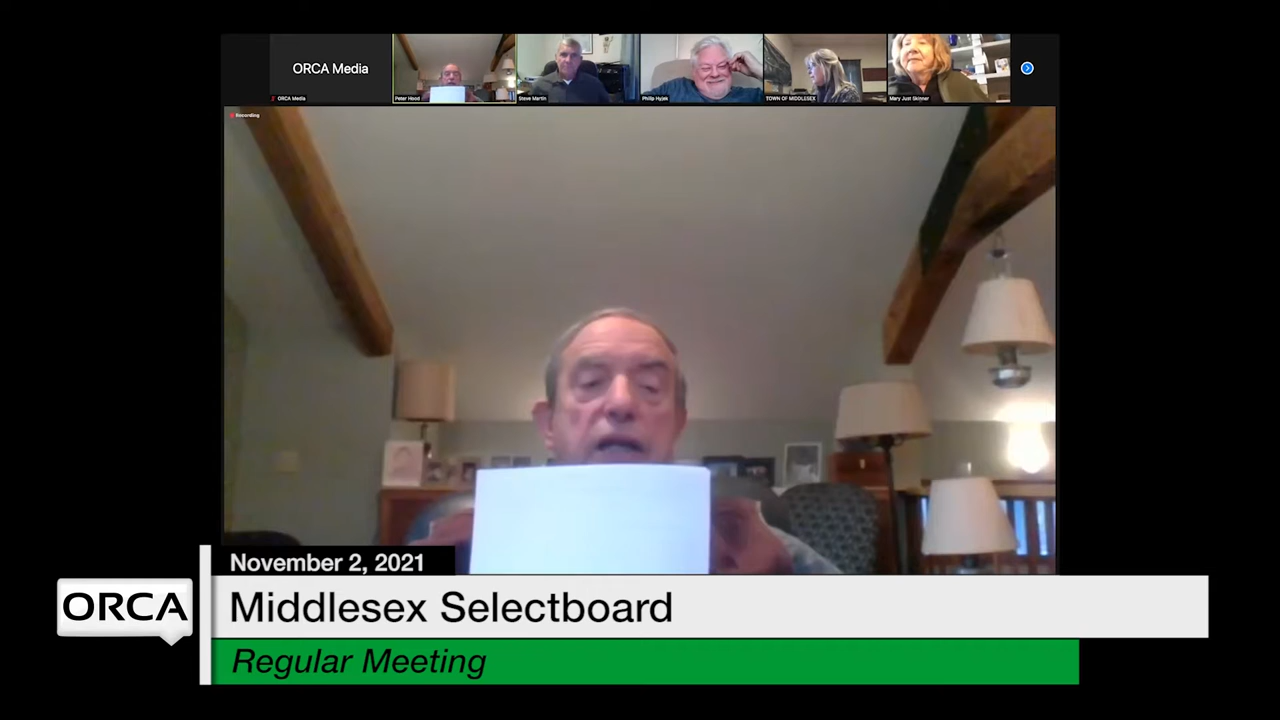 ORCA Media
ORCA Media
Peter Hood
Steve Martin
Philip Hyjek
TOWN OF MIDDLESEX
Mary Just Skinner
Recording
November 2, 2021
ORCA
Middlesex Selectboard
Regular Meeting